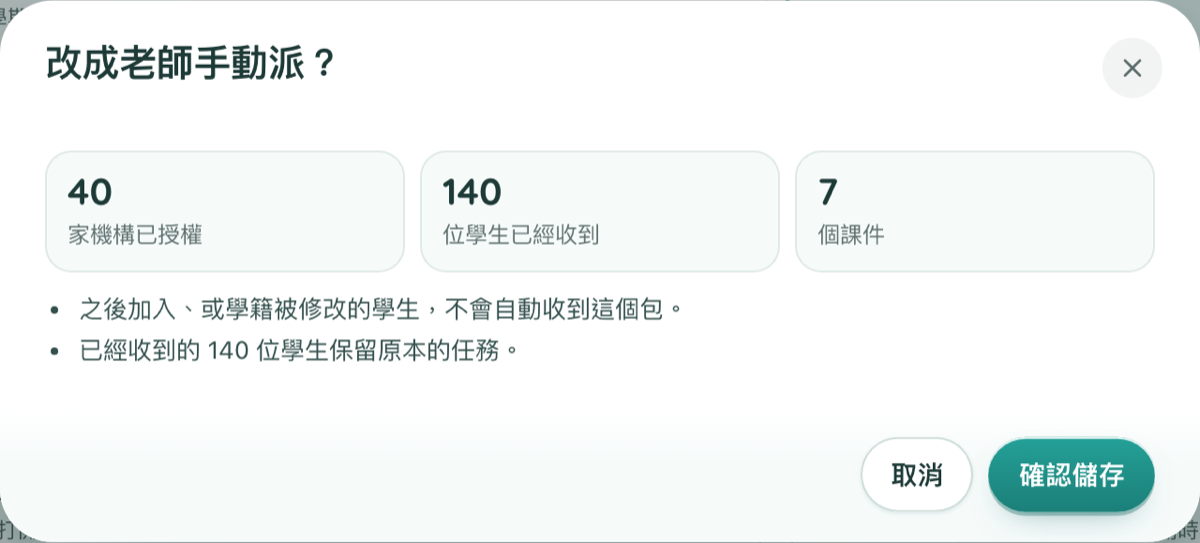 改成老師手動派？
40
家機構已授權
140
位學生已經收到
7
個課件
• 之後加入、或學籍被修改的學生，不會自動收到這個包。
• 已經收到的 140 位學生保留原本的任務。
取消
確認儲存